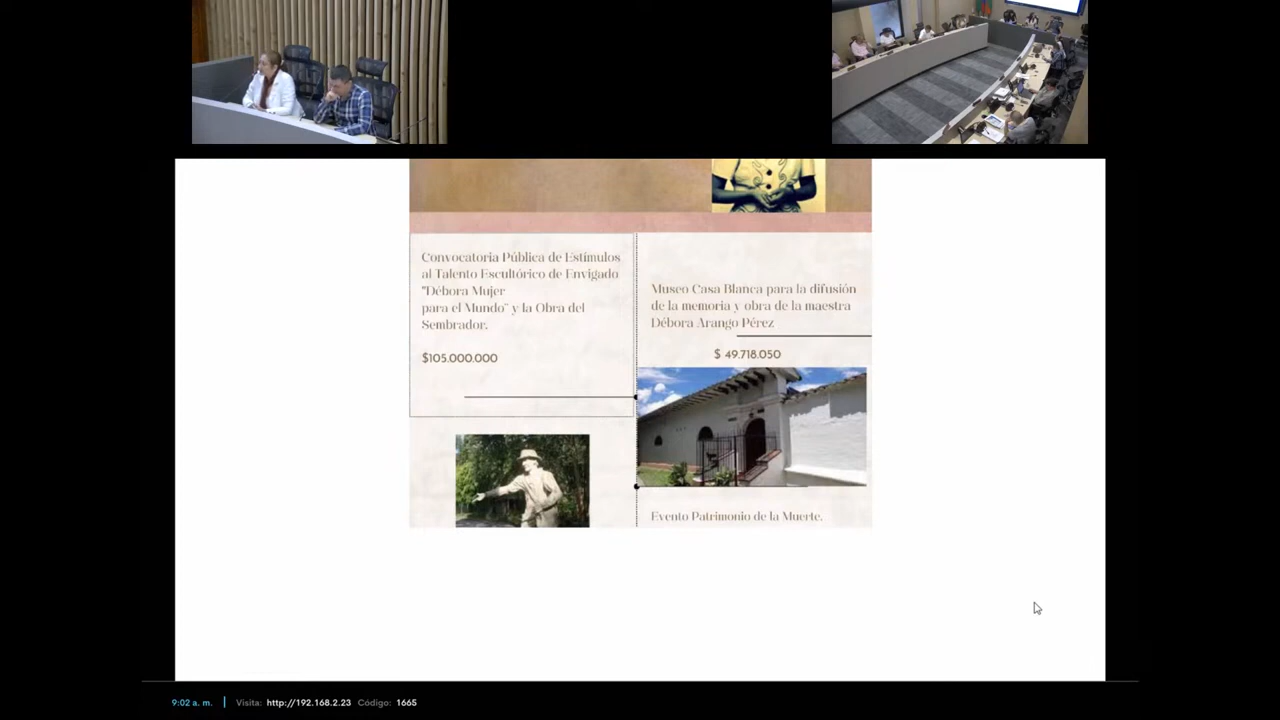 Convocatoria Pública de Estímulos
al Talento Escultórico de Envigado
"Débora Mujer
para el Mundo" y la Obra del
Sembrador.
$105.000.000
Museo Casa Blanca para la difusión
de la memoria y obra de la maestra
Débora Arango Pérez
$ 49.718.050
Evento Patrimonio de la Muerte.
9:02 a. m. | Visita: http://192.168.2.23 Código: 1665